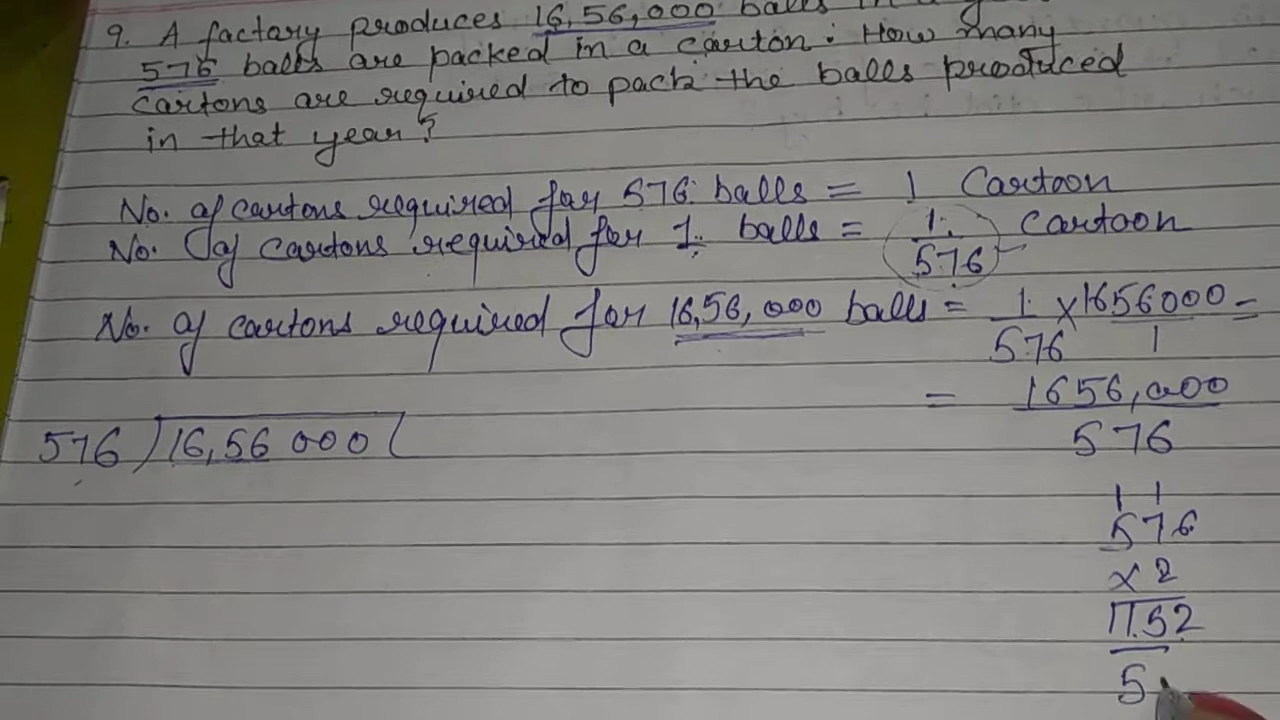 9. A factory produces 16,56,000 balls in a
576 balls are packed in a carton. How many
cartons are required to pack the balls produced
in that year?
No. of cartons required for 576 balls = 1 Cartoon
No. of cartons required for 1 balls = 1/576 Cartoon
No. of cartons required for 16,56,000 balls = 1/576 × 1656000/1 =
= 1656,000/576
576 ) 16,56 000 (
1 1
576
× 2
1152
5